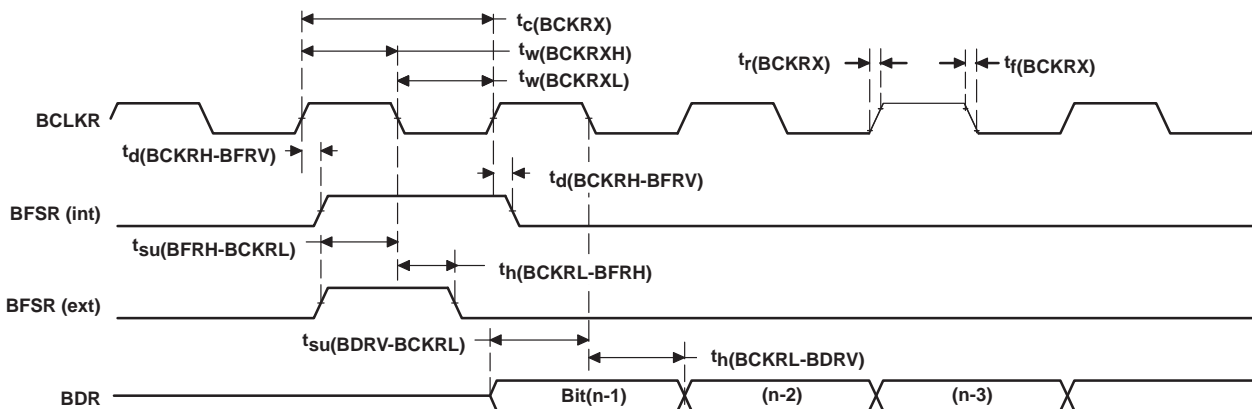 tc(BCKRX)
tw(BCKRXH)
tr(BCKRX)
tf(BCKRX)
tw(BCKRXL)
BCLKR
td(BCKRH-BFRV)
td(BCKRH-BFRV)
BFSR (int)
tsu(BFRH-BCKRL)
th(BCKRL-BFRH)
BFSR (ext)
tsu(BDRV-BCKRL)
th(BCKRL-BDRV)
BDR
Bit(n-1)
(n-2)
(n-3)